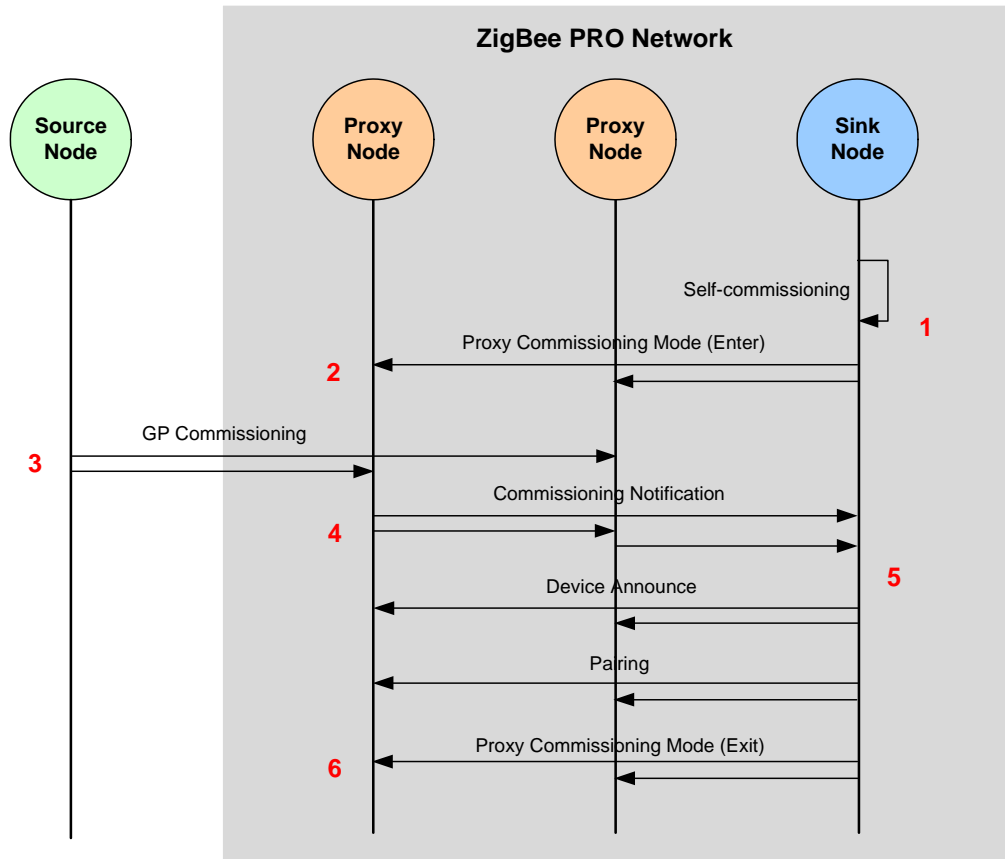 ZigBee PRO Network
Source
Node
Proxy
Node
Proxy
Node
Sink
Node
Self-commissioning
1
Proxy Commissioning Mode (Enter)
2
GP Commissioning
3
Commissioning Notification
4
5
Device Announce
Pairing
Proxy Commissioning Mode (Exit)
6